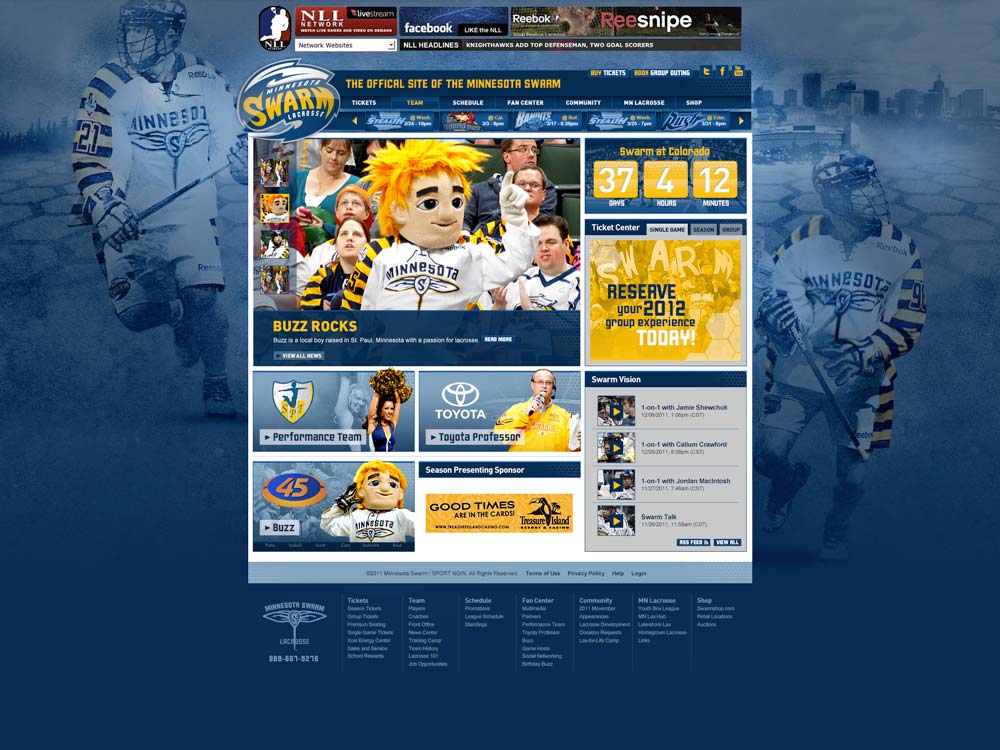 NLL
NETWORK
livestream
WATCH LIVE GAMES AND VIDEO ON DEMAND
facebook
LIKE the NLL
Reebok
Reesnipe
NLL
Network Websites
NLL HEADLINES
KNIGHTHAWKS ADD TOP DEFENSEMAN, TWO GOAL SCORERS
MINNESOTA
SWARM
LACROSSE
THE OFFICAL SITE OF THE MINNESOTA SWARM
BUY TICKETS
BOOK GROUP OUTING
TICKETS
TEAM
SCHEDULE
FAN CENTER
COMMUNITY
MN LACROSSE
SHOP
STEALTH
@ Wash.
2/24 - 10pm
@ Cal.
3/3 - 8pm
BANDITS
@ Buf.
3/17 - 6:30pm
STEALTH
@ Wash.
3/25 - 7pm
@ Edm.
3/31 - 8pm
MINNESOTA
S
Swarm at Colorado
37
4
12
DAYS
HOURS
MINUTES
Ticket Center
SINGLE GAME
SEASON
GROUP
SWARM
RESERVE
your 2012
group experience
TODAY!
BUZZ ROCKS
Buzz is a local boy raised in St. Paul, Minnesota with a passion for lacrosse.
READ MORE
VIEW ALL NEWS
SPT
Performance Team
TOYOTA
Toyota Professor
Swarm Vision
1-on-1 with Jamie Shewchuk
12/06/2011, 1:06pm (CST)
1-on-1 with Callum Crawford
12/05/2011, 8:08pm (CST)
1-on-1 with Jordan MacIntosh
11/27/2011, 7:46am (CST)
Swarm Talk
11/26/2011, 11:58am (CST)
RSS FEED
VIEW ALL
45
Buzz
MINNESOTA
Season Presenting Sponsor
GOOD TIMES
ARE IN THE CARDS!
WWW.TREASUREISLANDCASINO.COM
Treasure Island
RESORT & CASINO
©2011 Minnesota Swarm / SPORT NGIN. All Rights Reserved.
Terms of Use
Privacy Policy
Help
Login
MINNESOTA SWARM
LACROSSE
888-667-9276
Tickets
Season Tickets
Group Tickets
Premium Seating
Single Game Tickets
Xcel Energy Center
Sales and Service
School Rewards
Team
Players
Coaches
Front Office
News Center
Training Camp
Team History
Lacrosse 101
Job Opportunities
Schedule
Promotions
League Schedule
Standings
Fan Center
Multimedia
Partners
Performance Team
Toyota Professor
Buzz
Game Hosts
Social Networking
Birthday Buzz
Community
2011 Movember
Appearances
Lacrosse Development
Donation Requests
Lax-for-Life Camp
MN Lacrosse
Youth Box League
MN Lax Hub
Lakeshore Lax
Homegrown Lacrosse
Links
Shop
Swarmshop.com
Retail Locations
Auctions
Reebok
21
MINNESOTA
Reebok
Reebok
MINNESOTA